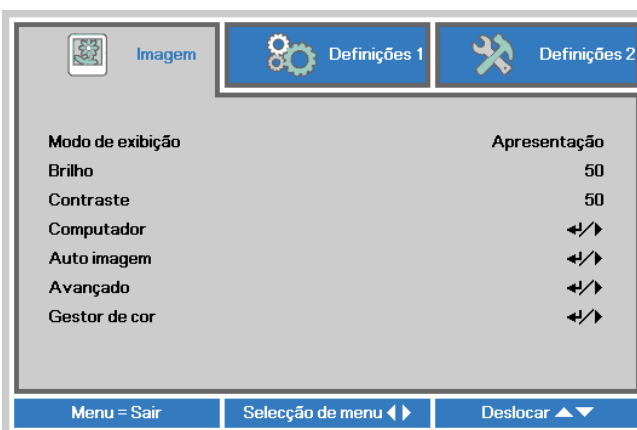 Imagem
Definições 1
Definições 2
Modo de exibição Apresentação
Brilho 50
Contraste 50
Computador ↵/▶
Auto imagem ↵/▶
Avançado ↵/▶
Gestor de cor ↵/▶
Menu = Sair
Selecção de menu ◀▶
Deslocar ▲▼